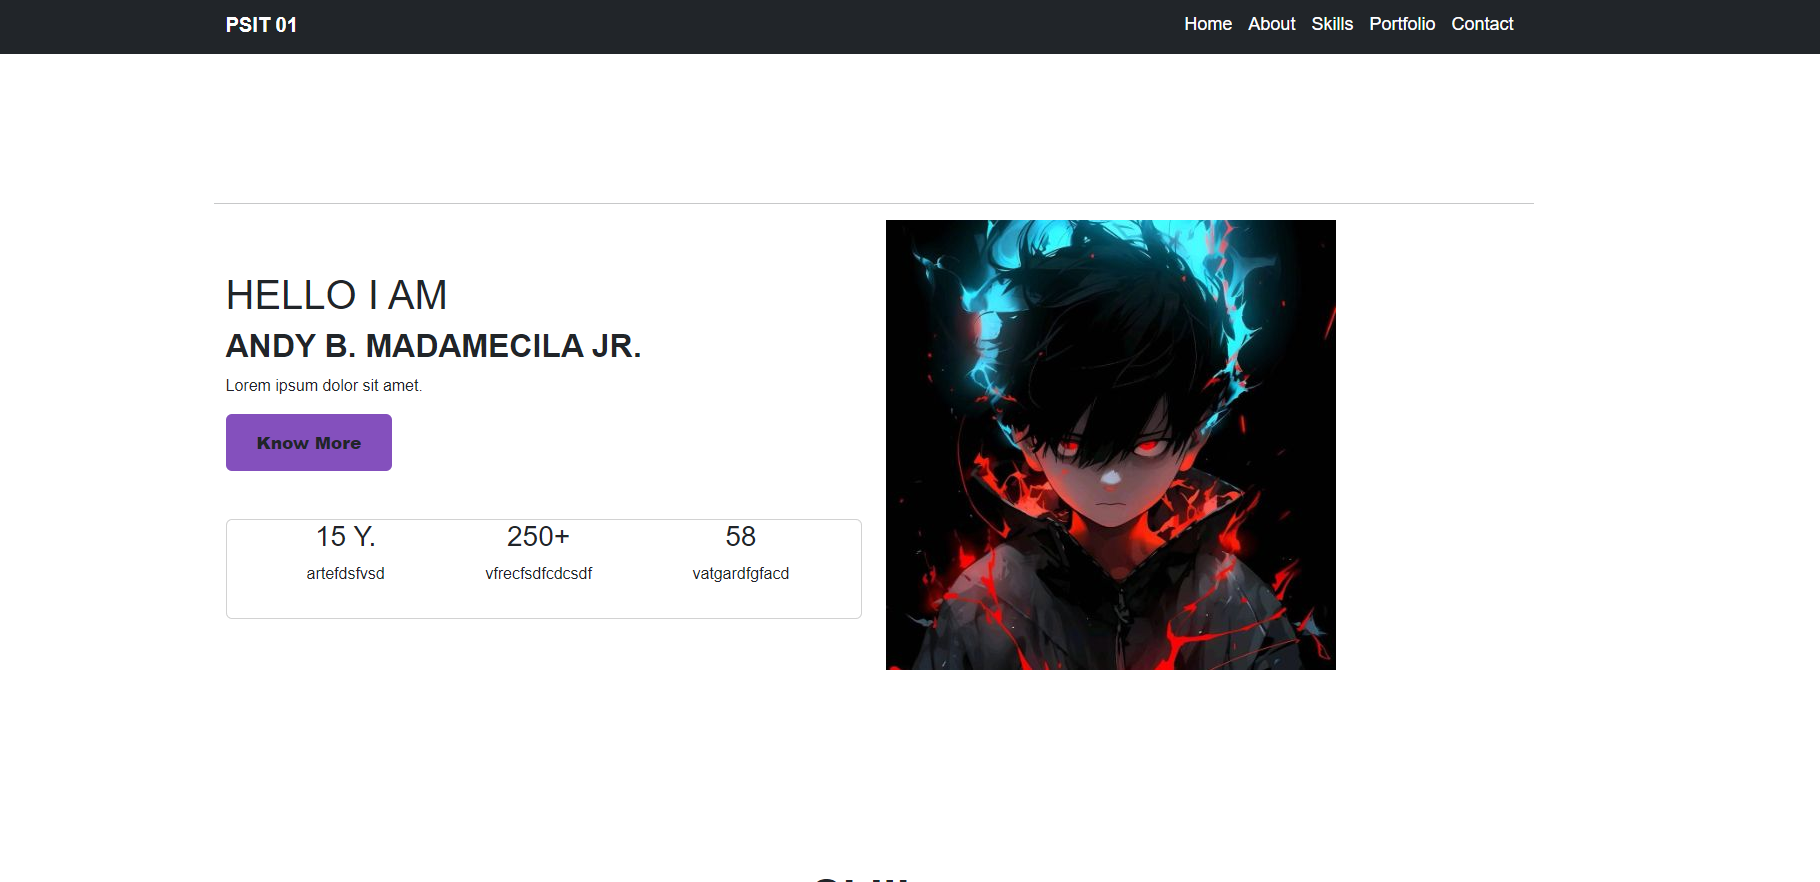 PSIT 01
Home About Skills Portfolio Contact
HELLO I AM
ANDY B. MADAMECILA JR.
Lorem ipsum dolor sit amet.
Know More
15 Y. 250+ 58
artefdsfvsd vfrecfsdfcdcsdf vatgardfgfacd